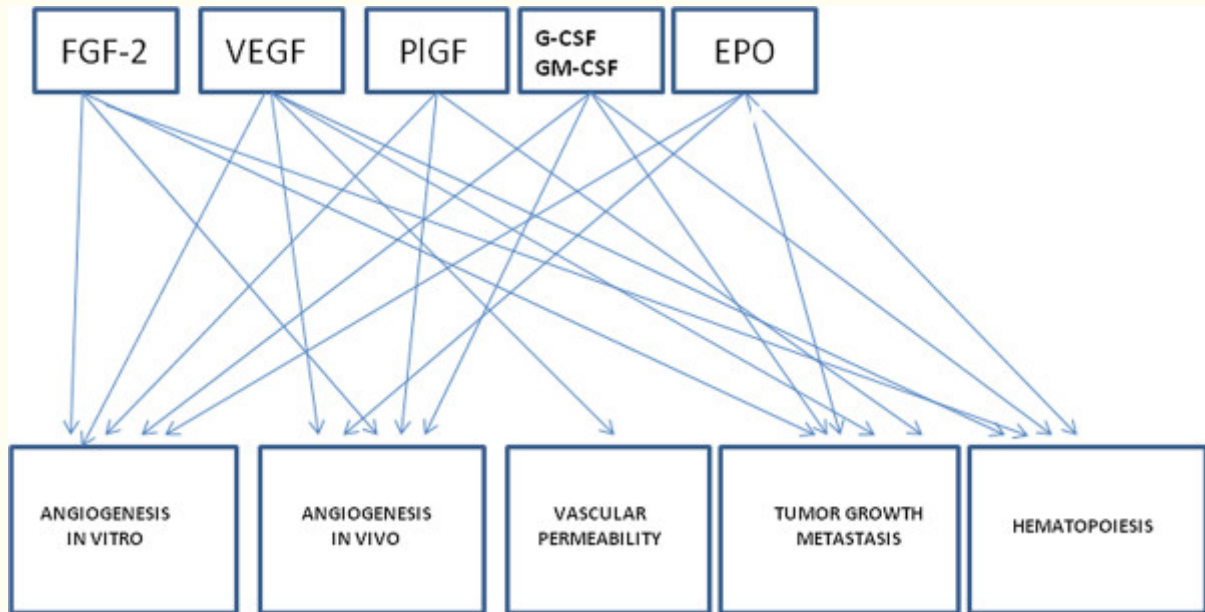 FGF-2
VEGF
PlGF
G-CSF
GM-CSF
EPO
ANGIOGENESIS
IN VITRO
ANGIOGENESIS
IN VIVO
VASCULAR
PERMEABILITY
TUMOR GROWTH
METASTASIS
HEMATOPOIESIS